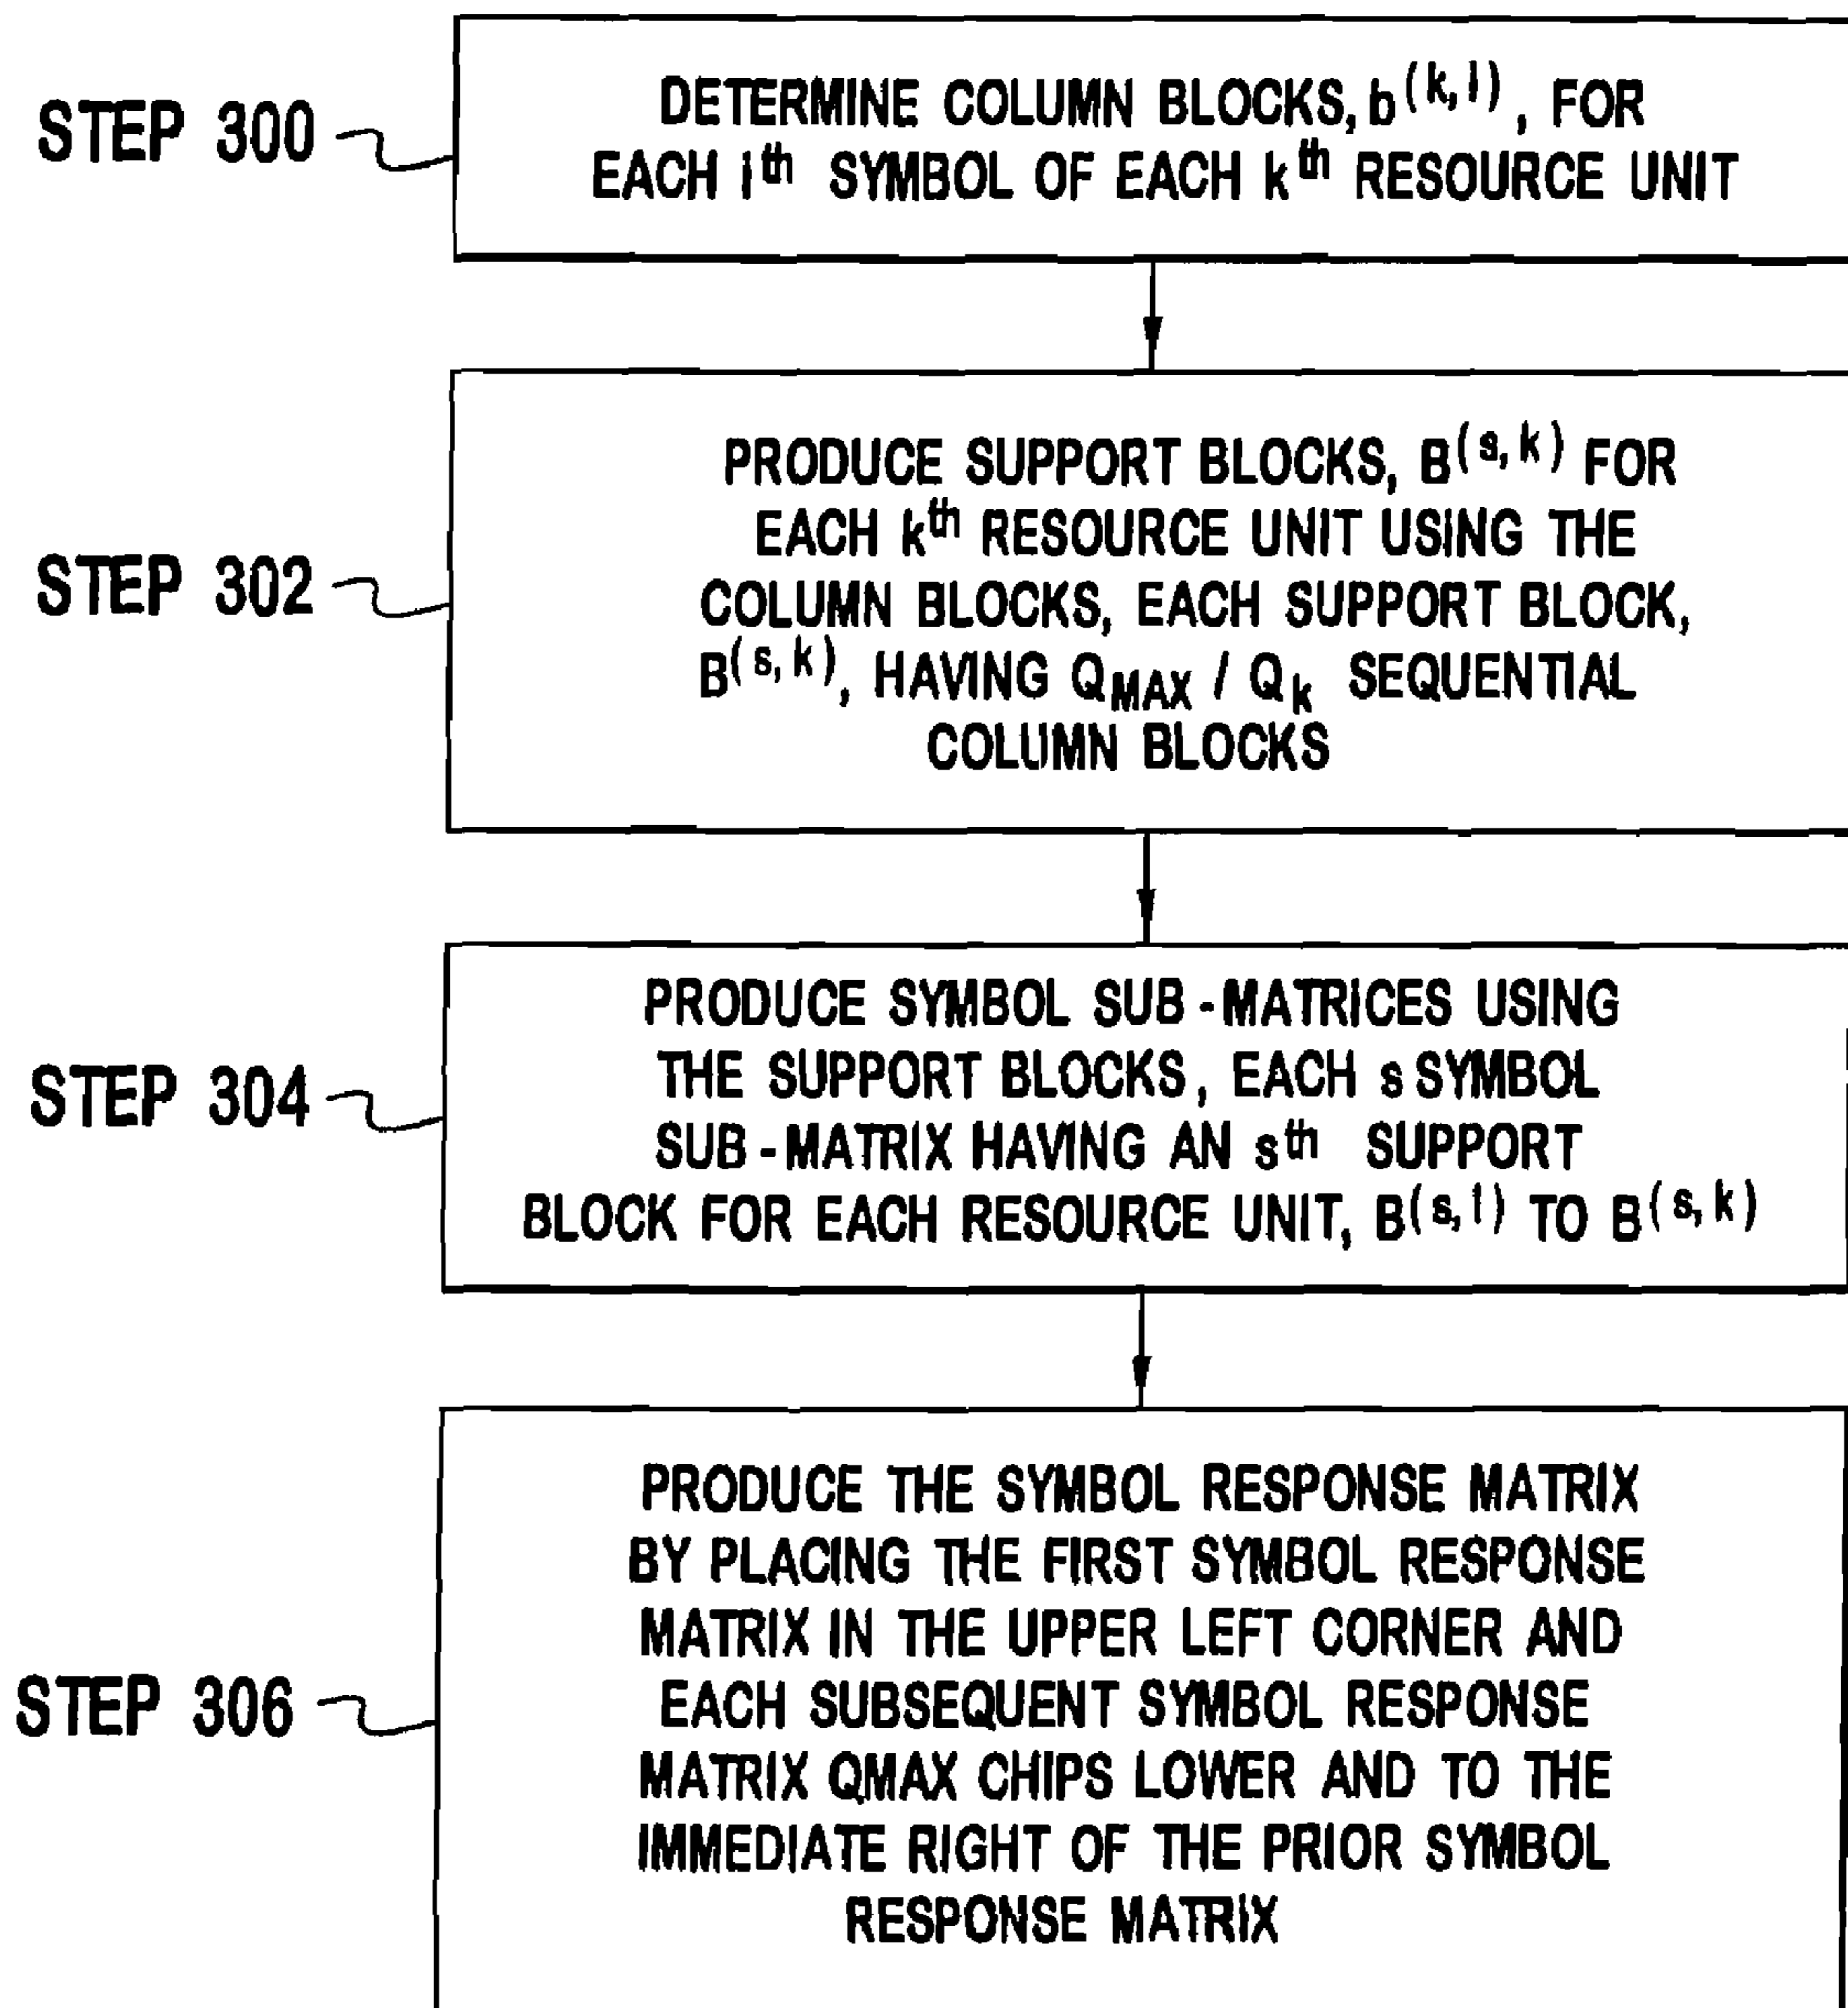 STEP 300
DETERMINE COLUMN BLOCKS, b^(k, i), FOR
EACH i^th SYMBOL OF EACH k^th RESOURCE UNIT
STEP 302
PRODUCE SUPPORT BLOCKS, B^(s, k) FOR
EACH k^th RESOURCE UNIT USING THE
COLUMN BLOCKS, EACH SUPPORT BLOCK,
B^(s, k), HAVING Q_MAX / Q_k SEQUENTIAL
COLUMN BLOCKS
STEP 304
PRODUCE SYMBOL SUB-MATRICES USING
THE SUPPORT BLOCKS, EACH s SYMBOL
SUB-MATRIX HAVING AN s^th SUPPORT
BLOCK FOR EACH RESOURCE UNIT, B^(s, 1) TO B^(s, k)
STEP 306
PRODUCE THE SYMBOL RESPONSE MATRIX
BY PLACING THE FIRST SYMBOL RESPONSE
MATRIX IN THE UPPER LEFT CORNER AND
EACH SUBSEQUENT SYMBOL RESPONSE
MATRIX QMAX CHIPS LOWER AND TO THE
IMMEDIATE RIGHT OF THE PRIOR SYMBOL
RESPONSE MATRIX